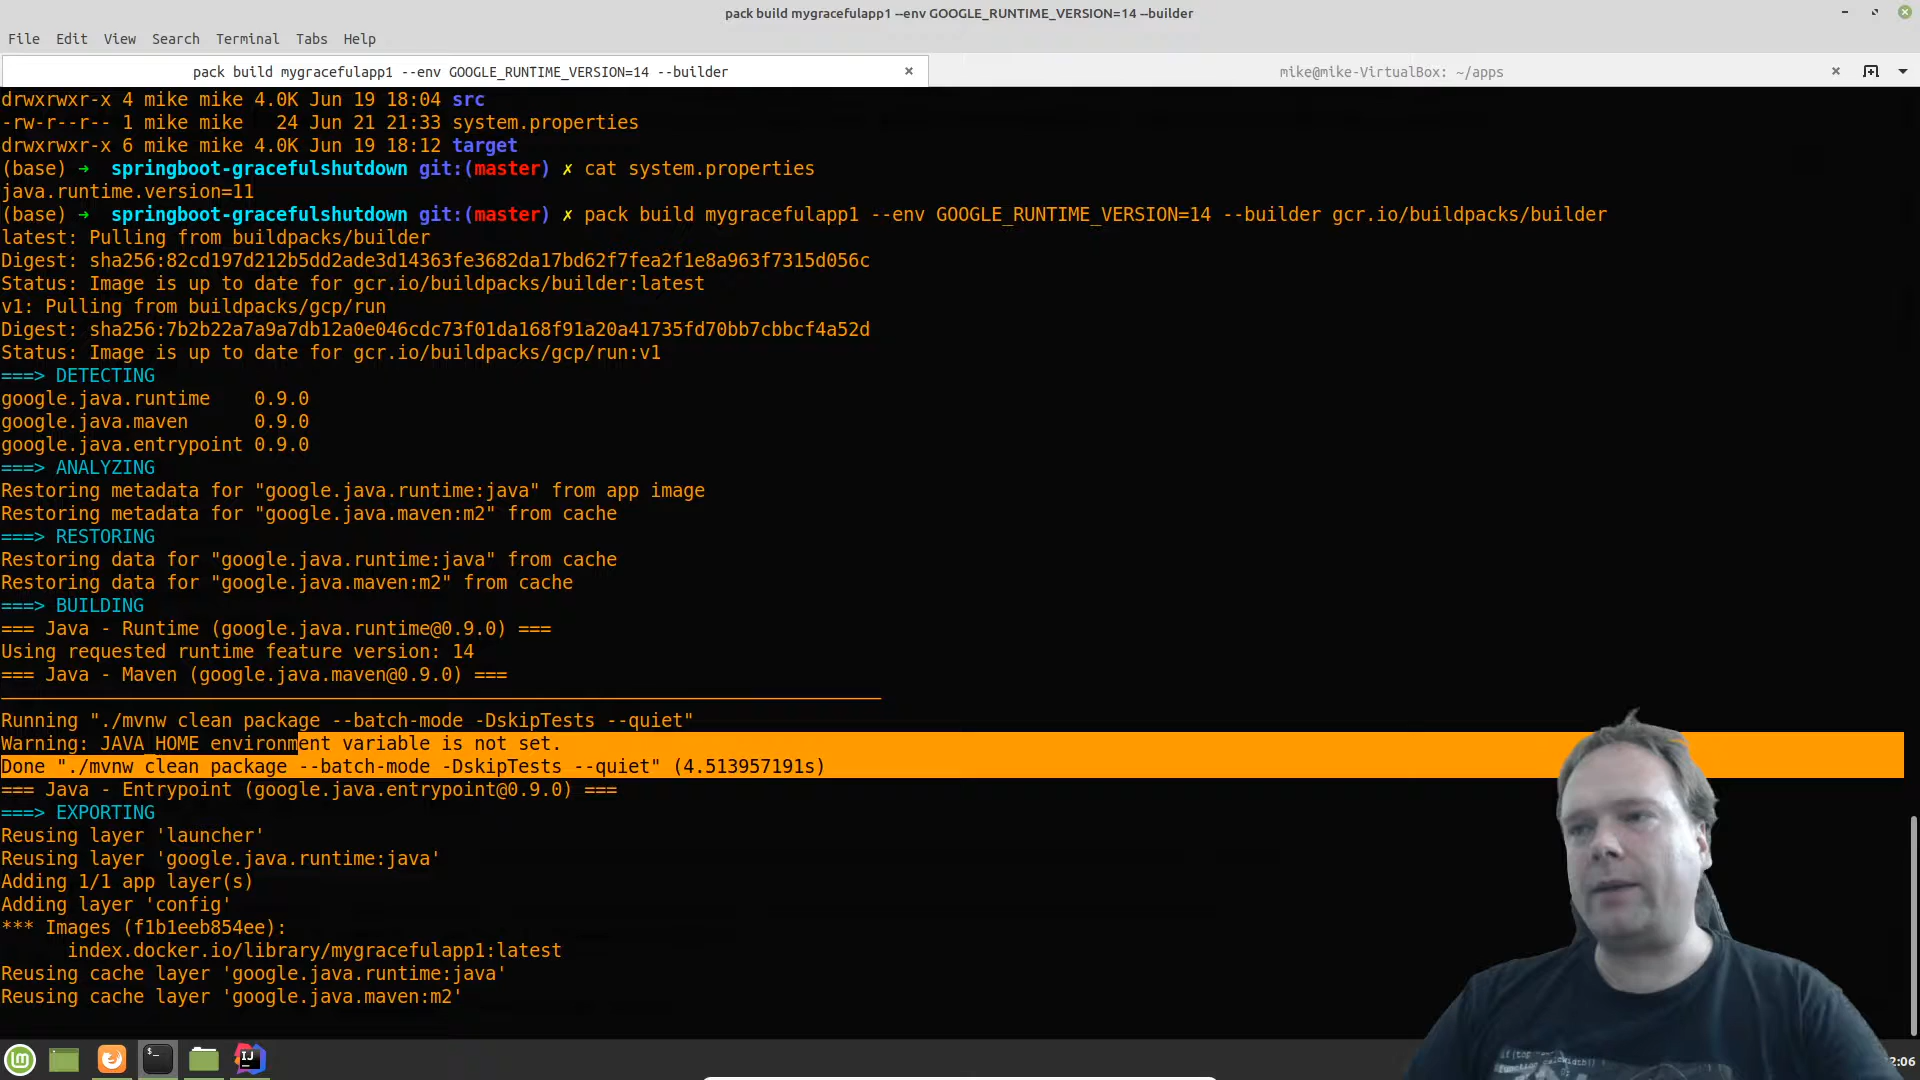 pack build mygracefulapp1 --env GOOGLE_RUNTIME_VERSION=14 --builder
File Edit View Search Terminal Tabs Help
pack build mygracefulapp1 --env GOOGLE_RUNTIME_VERSION=14 --builder × mike@mike-VirtualBox: ~/apps ×
drwxrwxr-x 4 mike mike 4.0K Jun 19 18:04 src
-rw-r--r-- 1 mike mike   24 Jun 21 21:33 system.properties
drwxrwxr-x 6 mike mike 4.0K Jun 19 18:12 target
(base) ➜  springboot-gracefulshutdown git:(master) ✗ cat system.properties
java.runtime.version=11
(base) ➜  springboot-gracefulshutdown git:(master) ✗ pack build mygracefulapp1 --env GOOGLE_RUNTIME_VERSION=14 --builder gcr.io/buildpacks/builder
latest: Pulling from buildpacks/builder
Digest: sha256:82cd197d212b5dd2ade3d14363fe3682da17bd62f7fea2f1e8a963f7315d056c
Status: Image is up to date for gcr.io/buildpacks/builder:latest
v1: Pulling from buildpacks/gcp/run
Digest: sha256:7b2b22a7a9a7db12a0e046cdc73f01da168f91a20a41735fd70bb7cbbcf4a52d
Status: Image is up to date for gcr.io/buildpacks/gcp/run:v1
===> DETECTING
google.java.runtime    0.9.0
google.java.maven      0.9.0
google.java.entrypoint 0.9.0
===> ANALYZING
Restoring metadata for "google.java.runtime:java" from app image
Restoring metadata for "google.java.maven:m2" from cache
===> RESTORING
Restoring data for "google.java.runtime:java" from cache
Restoring data for "google.java.maven:m2" from cache
===> BUILDING
=== Java - Runtime (google.java.runtime@0.9.0) ===
Using requested runtime feature version: 14
=== Java - Maven (google.java.maven@0.9.0) ===
────────────────────────────────────────────────────────────────────────────────
Running "./mvnw clean package --batch-mode -DskipTests --quiet"
Warning: JAVA_HOME environment variable is not set.
Done "./mvnw clean package --batch-mode -DskipTests --quiet" (4.513957191s)
=== Java - Entrypoint (google.java.entrypoint@0.9.0) ===
===> EXPORTING
Reusing layer 'launcher'
Reusing layer 'google.java.runtime:java'
Adding 1/1 app layer(s)
Adding layer 'config'
*** Images (f1b1eeb854ee):
      index.docker.io/library/mygracefulapp1:latest
Reusing cache layer 'google.java.runtime:java'
Reusing cache layer 'google.java.maven:m2'